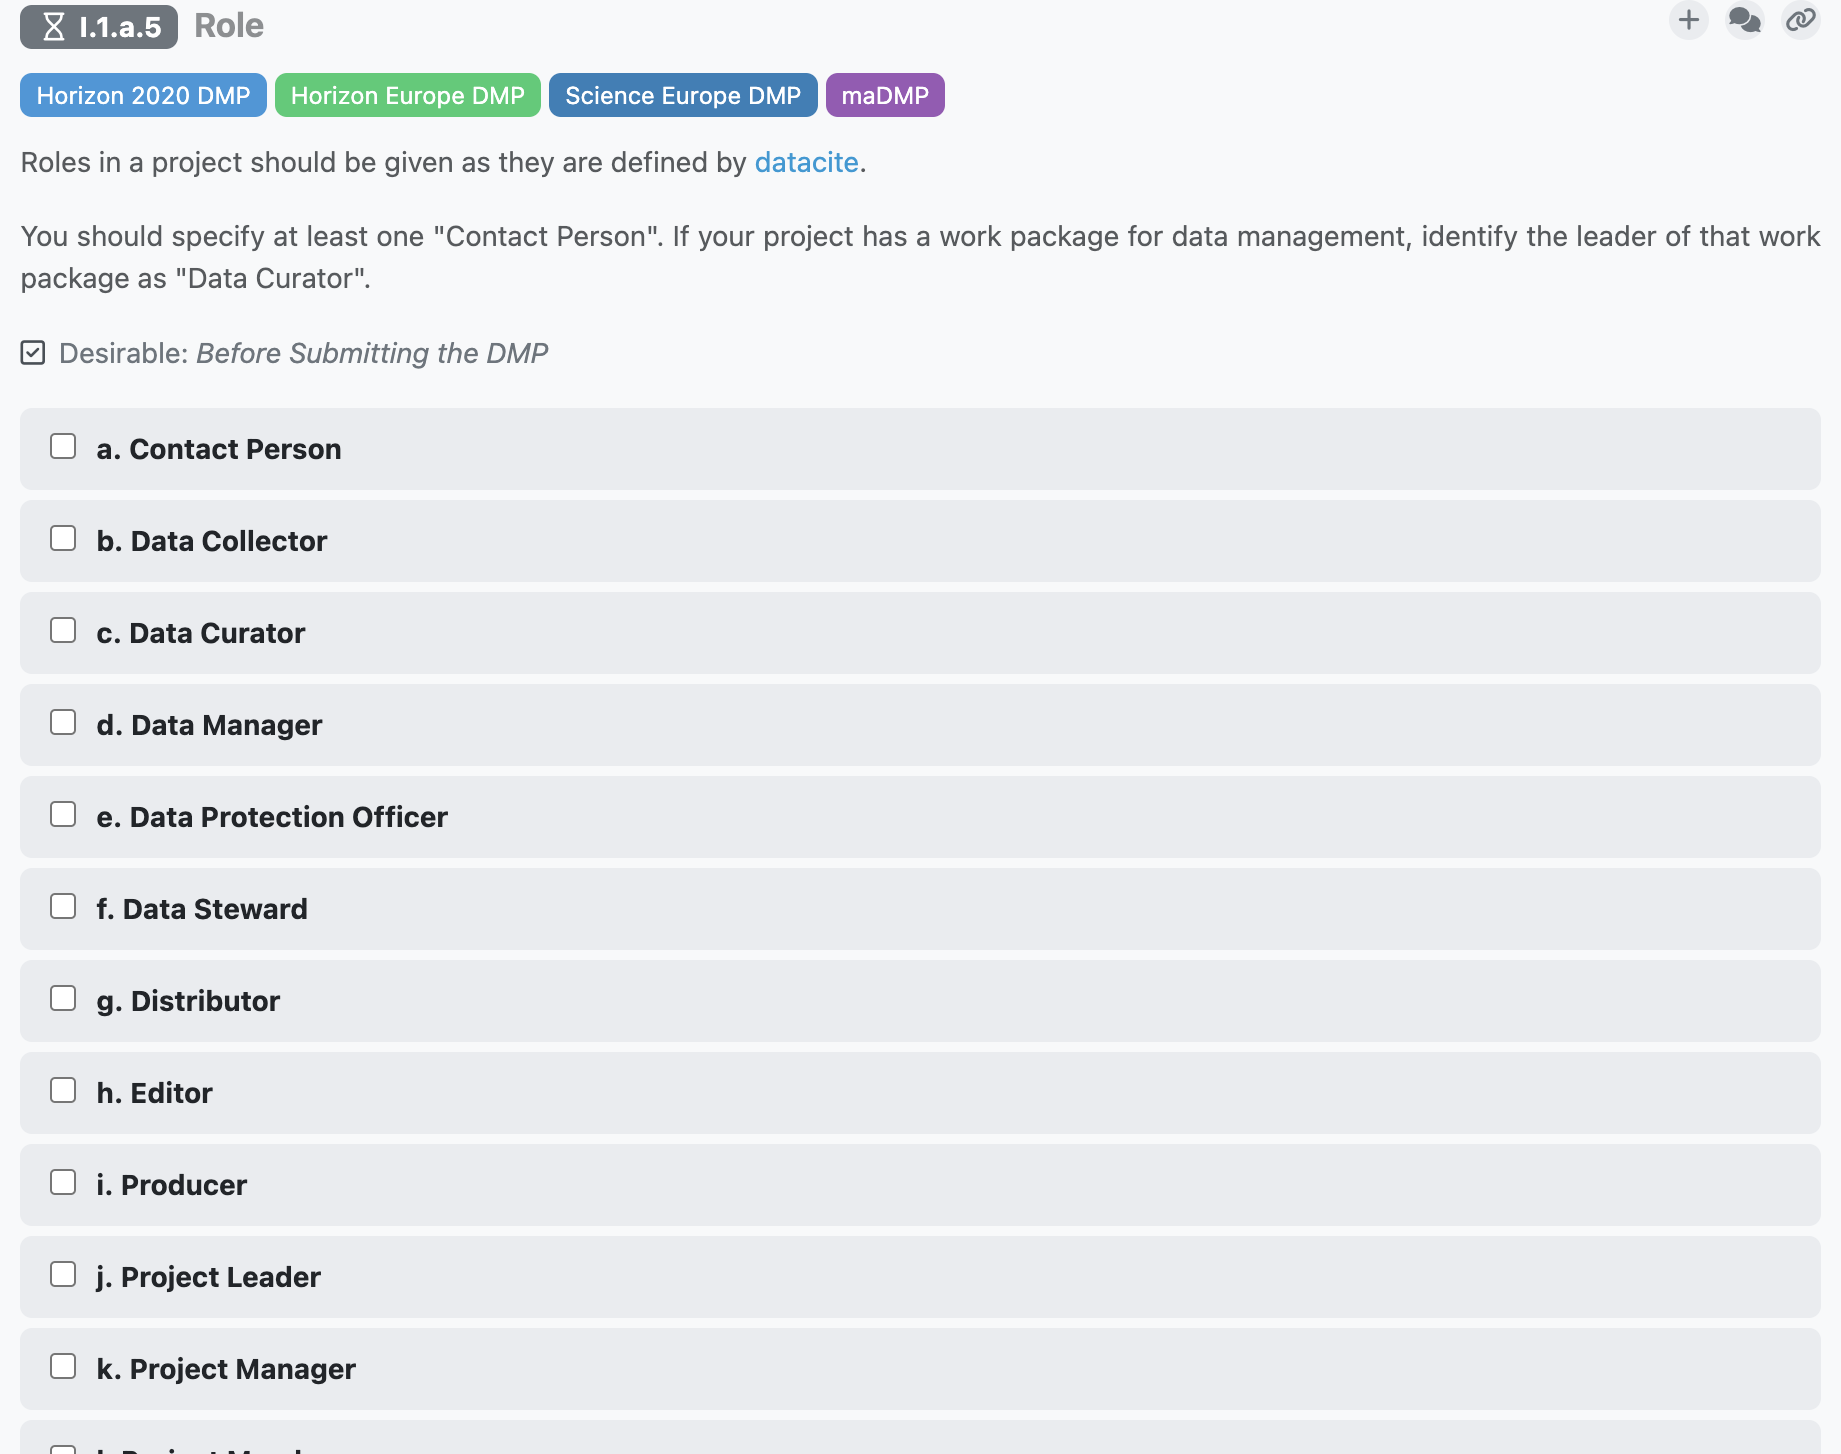 I.1.a.5 Role
Horizon 2020 DMP Horizon Europe DMP Science Europe DMP maDMP
Roles in a project should be given as they are defined by datacite.
You should specify at least one "Contact Person". If your project has a work package for data management, identify the leader of that work
package as "Data Curator".
Desirable: Before Submitting the DMP
a. Contact Person
b. Data Collector
c. Data Curator
d. Data Manager
e. Data Protection Officer
f. Data Steward
g. Distributor
h. Editor
i. Producer
j. Project Leader
k. Project Manager